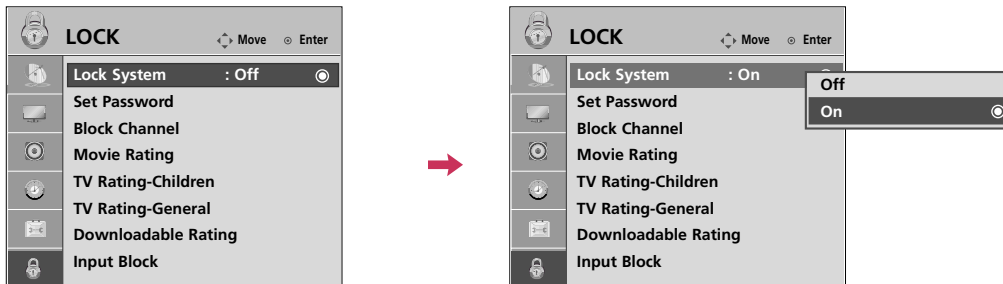 LOCK
Move
Enter
Lock System : Off
Set Password
Block Channel
Movie Rating
TV Rating-Children
TV Rating-General
Downloadable Rating
Input Block
LOCK
Move
Enter
Lock System : On
Set Password
Block Channel
Movie Rating
TV Rating-Children
TV Rating-General
Downloadable Rating
Input Block
Off
On